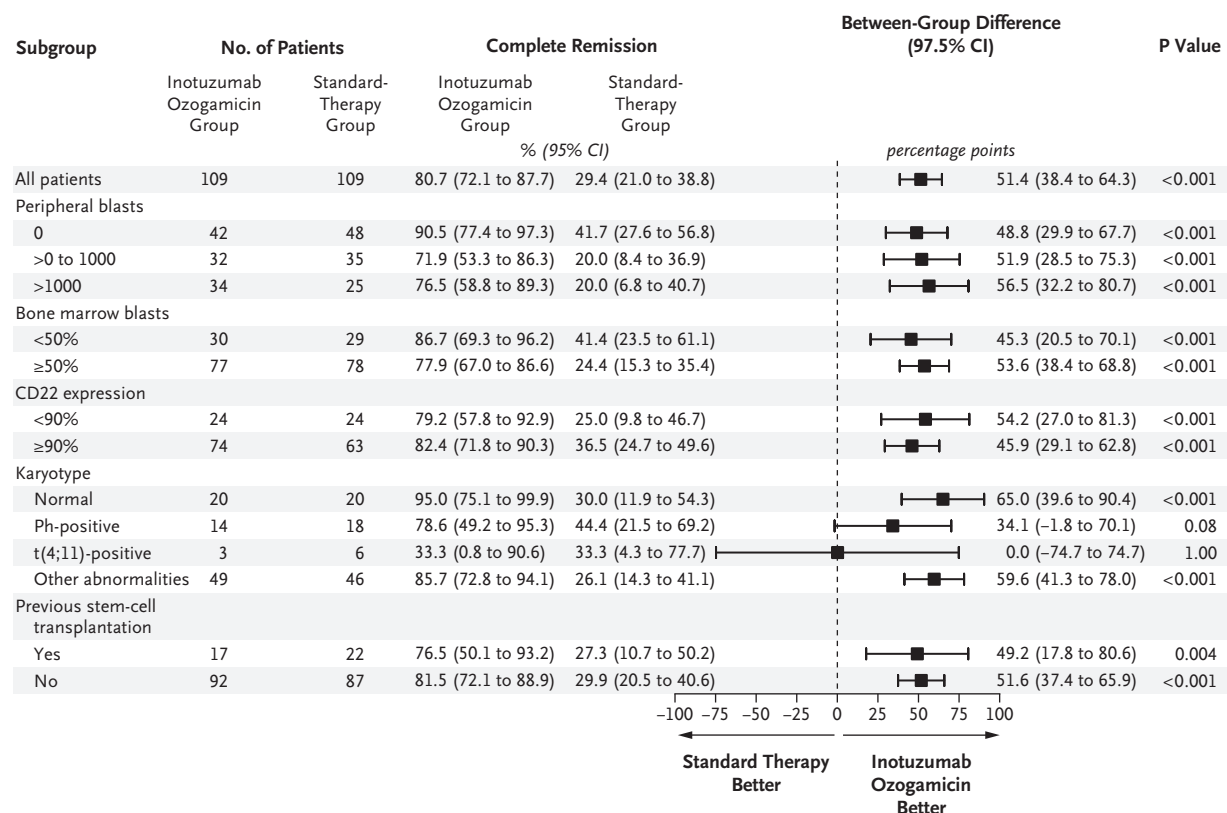 Subgroup No. of Patients Complete Remission Between-Group Difference (97.5% CI) P Value
Inotuzumab Ozogamicin Group Standard-Therapy Group Inotuzumab Ozogamicin Group Standard-Therapy Group
% (95% CI) percentage points
All patients 109 109 80.7 (72.1 to 87.7) 29.4 (21.0 to 38.8) 51.4 (38.4 to 64.3) <0.001
Peripheral blasts
0 42 48 90.5 (77.4 to 97.3) 41.7 (27.6 to 56.8) 48.8 (29.9 to 67.7) <0.001
>0 to 1000 32 35 71.9 (53.3 to 86.3) 20.0 (8.4 to 36.9) 51.9 (28.5 to 75.3) <0.001
>1000 34 25 76.5 (58.8 to 89.3) 20.0 (6.8 to 40.7) 56.5 (32.2 to 80.7) <0.001
Bone marrow blasts
<50% 30 29 86.7 (69.3 to 96.2) 41.4 (23.5 to 61.1) 45.3 (20.5 to 70.1) <0.001
≥50% 77 78 77.9 (67.0 to 86.6) 24.4 (15.3 to 35.4) 53.6 (38.4 to 68.8) <0.001
CD22 expression
<90% 24 24 79.2 (57.8 to 92.9) 25.0 (9.8 to 46.7) 54.2 (27.0 to 81.3) <0.001
≥90% 74 63 82.4 (71.8 to 90.3) 36.5 (24.7 to 49.6) 45.9 (29.1 to 62.8) <0.001
Karyotype
Normal 20 20 95.0 (75.1 to 99.9) 30.0 (11.9 to 54.3) 65.0 (39.6 to 90.4) <0.001
Ph-positive 14 18 78.6 (49.2 to 95.3) 44.4 (21.5 to 69.2) 34.1 (−1.8 to 70.1) 0.08
t(4;11)-positive 3 6 33.3 (0.8 to 90.6) 33.3 (4.3 to 77.7) 0.0 (−74.7 to 74.7) 1.00
Other abnormalities 49 46 85.7 (72.8 to 94.1) 26.1 (14.3 to 41.1) 59.6 (41.3 to 78.0) <0.001
Previous stem-cell
transplantation
Yes 17 22 76.5 (50.1 to 93.2) 27.3 (10.7 to 50.2) 49.2 (17.8 to 80.6) 0.004
No 92 87 81.5 (72.1 to 88.9) 29.9 (20.5 to 40.6) 51.6 (37.4 to 65.9) <0.001
−100 −75 −50 −25 0 25 50 75 100
Standard Therapy Better Inotuzumab Ozogamicin Better